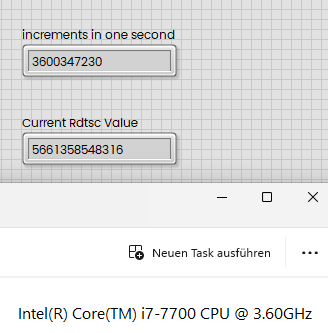 increments in one second
3600347230
Current Rdtsc Value
5661358548316
Neuen Task ausführen
Intel(R) Core(TM) i7-7700 CPU @ 3.60GHz